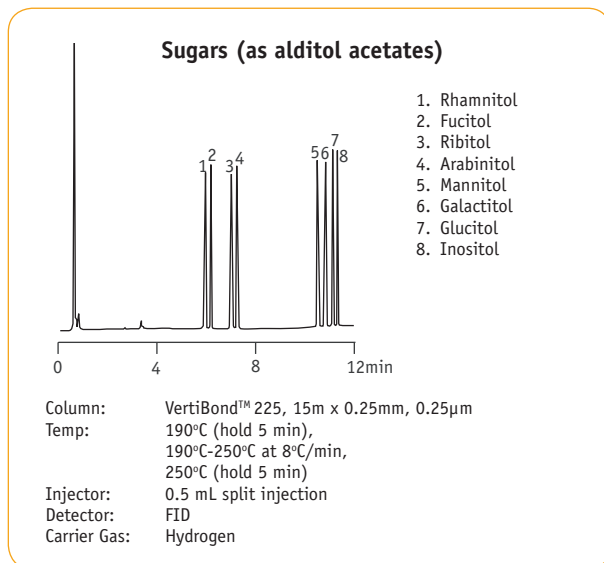 Sugars (as alditol acetates)
1. Rhamnitol
2. Fucitol
3. Ribitol
4. Arabinitol
5. Mannitol
6. Galactitol
7. Glucitol
8. Inositol
1 2 3 4 5 6 7 8
0 4 8 12min
Column: VertiBond™ 225, 15m x 0.25mm, 0.25µm
Temp: 190°C (hold 5 min),
190°C-250°C at 8°C/min,
250°C (hold 5 min)
Injector: 0.5 mL split injection
Detector: FID
Carrier Gas: Hydrogen